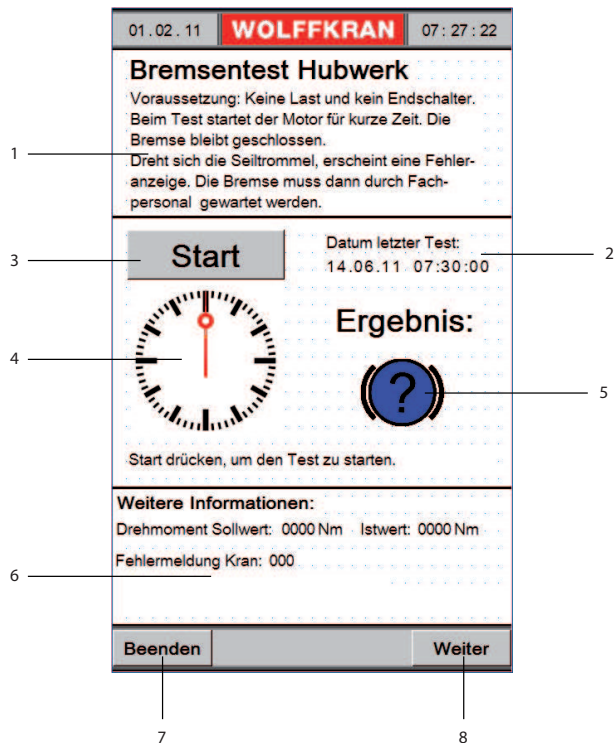 01.02.11 WOLFFKRAN 07:27:22
Bremsentest Hubwerk
Voraussetzung: Keine Last und kein Endschalter.
Beim Test startet der Motor für kurze Zeit. Die
Bremse bleibt geschlossen.
1
Dreht sich die Seiltrommel, erscheint eine Fehler-
anzeige. Die Bremse muss dann durch Fach-
personal gewartet werden.
3
Start
Datum letzter Test:
14.06.11 07:30:00
2
4
Ergebnis:
?
5
Start drücken, um den Test zu starten.
Weitere Informationen:
Drehmoment Sollwert: 0000 Nm Istwert: 0000 Nm
Fehlermeldung Kran: 000
6
Beenden Weiter
7 8